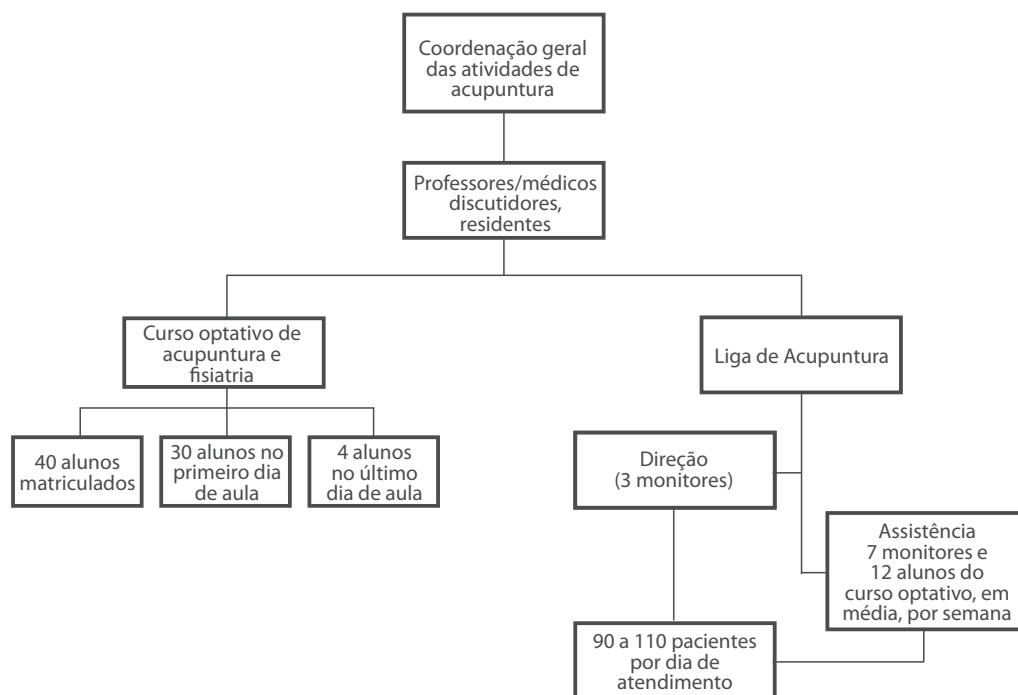 Coordenação geral
das atividades de
acupuntura
Professores/médicos
discutidores,
residentes
Curso optativo de
acupuntura e
fisiatria
40 alunos
matriculados
30 alunos no
primeiro dia
de aula
4 alunos
no último
dia de aula
Liga de Acupuntura
Direção
(3 monitores)
Assistência
7 monitores e
12 alunos do
curso optativo, em
média, por semana
90 a 110 pacientes
por dia de
atendimento